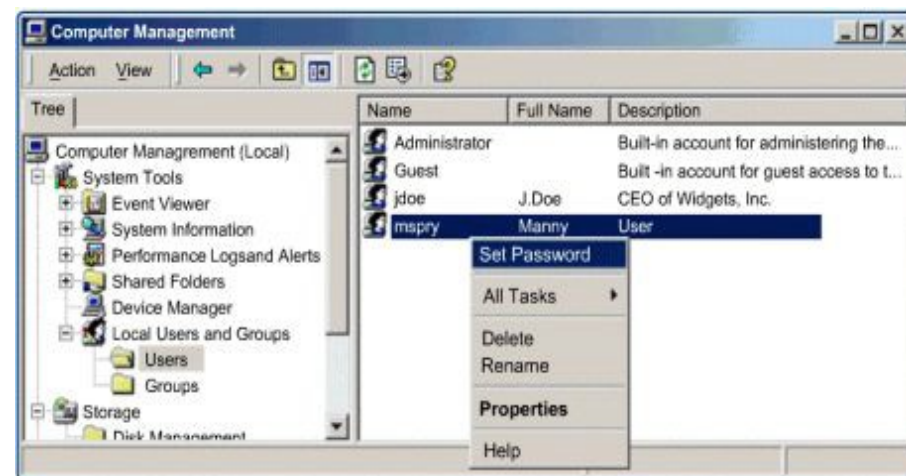 Computer Management
Action View
Tree
Name Full Name Description
Computer Managrement (Local)
System Tools
Event Viewer
System Information
Performance Logsand Alerts
Shared Folders
Device Manager
Local Users and Groups
Users
Groups
Storage
Disk Management
Administrator Built-in account for administering the...
Guest Built -in account for guest access to t...
jdoe J.Doe CEO of Widgets, Inc.
mspry Manny User
Set Password
All Tasks
Delete
Rename
Properties
Help